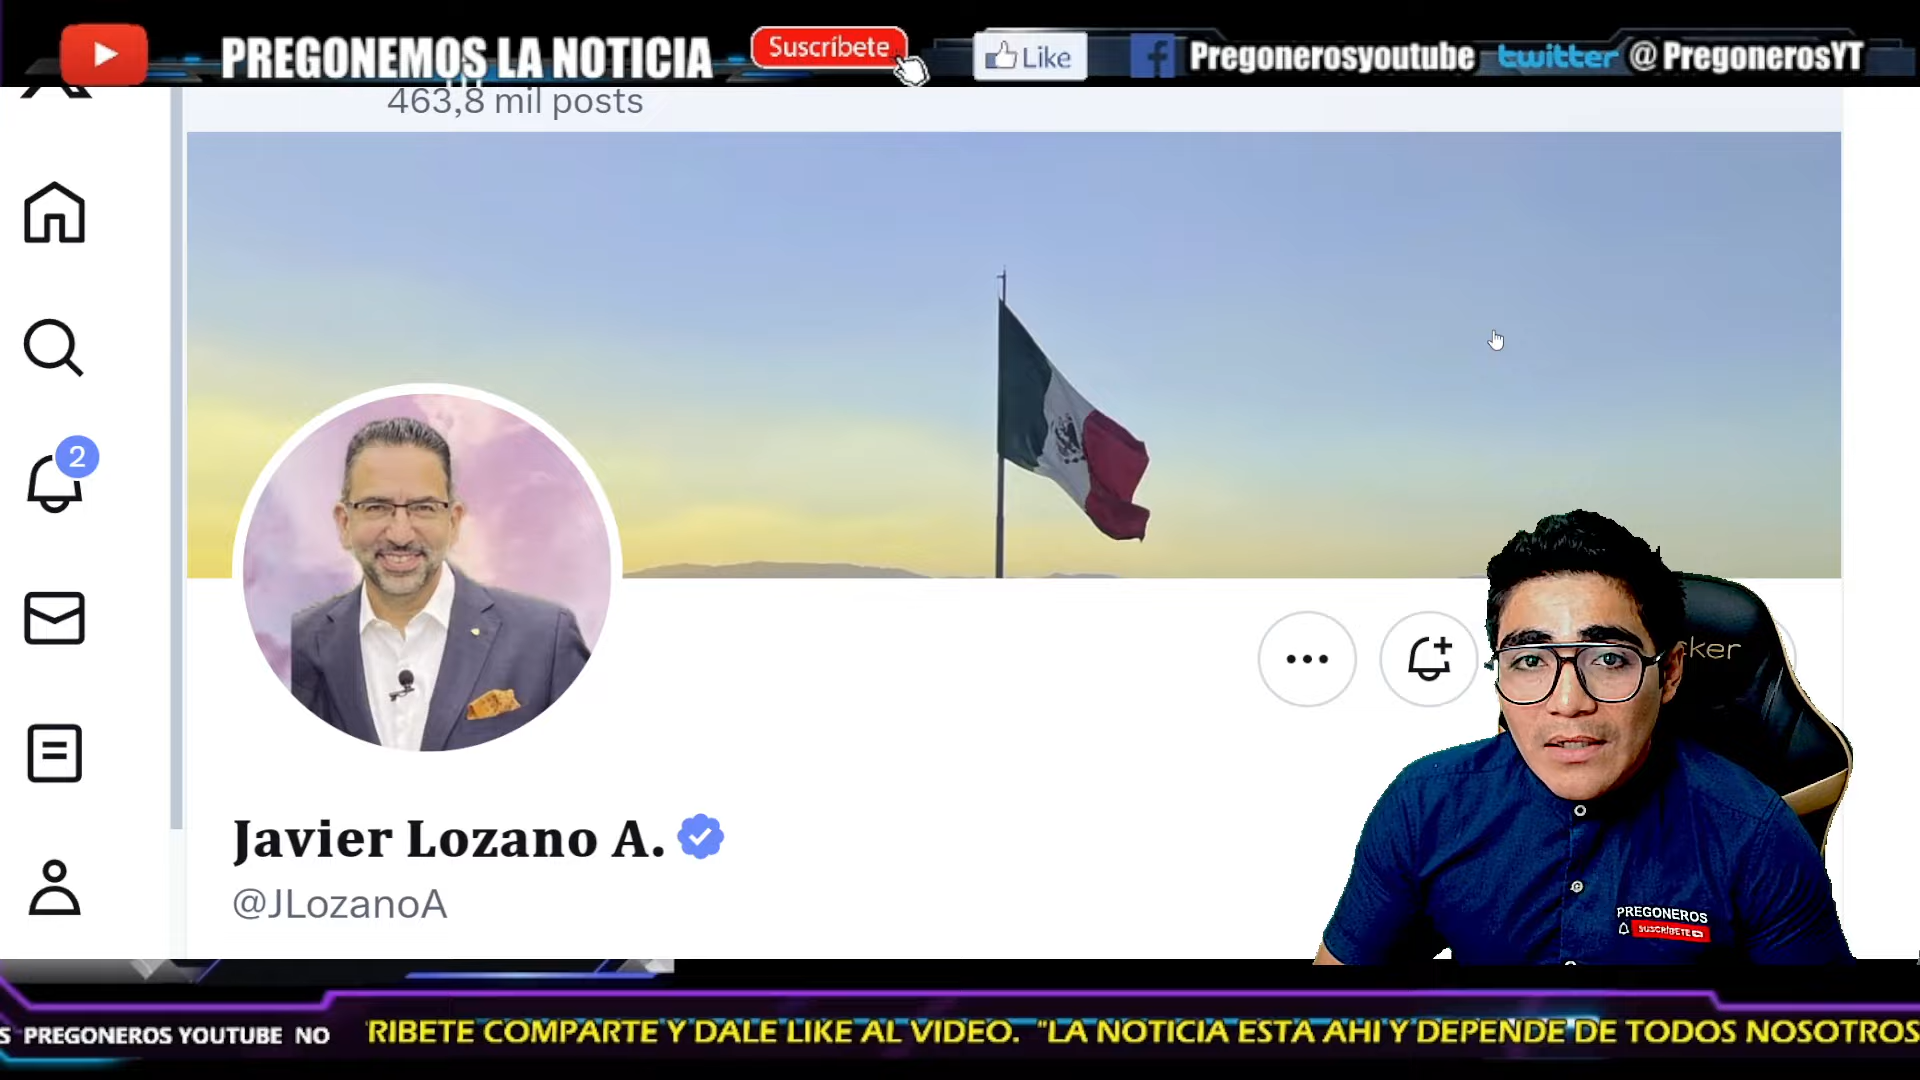 PREGONEMOS LA NOTICIA
Suscríbete
Like
Pregonerosyoutube
twitter @PregonerosYT
463,8 mil posts
2
cker
Javier Lozano A.
@JLozanoA
PREGONEROS
SUSCRÍBETE
S PREGONEROS YOUTUBE NO
RIBETE COMPARTE Y DALE LIKE AL VIDEO. "LA NOTICIA ESTA AHI Y DEPENDE DE TODOS NOSOTROS